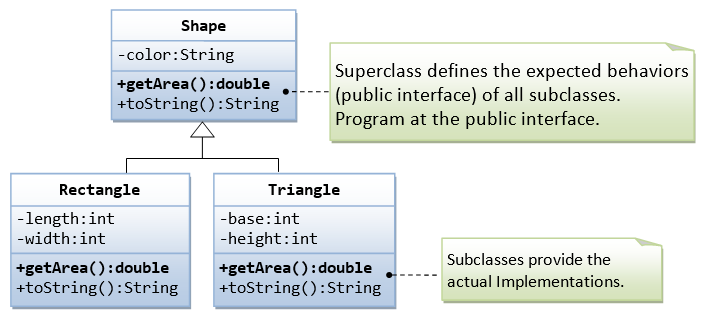 Shape
-color:String
+getArea():double
+toString():String
Superclass defines the expected behaviors
(public interface) of all subclasses.
Program at the public interface.
Rectangle
-length:int
-width:int
+getArea():double
+toString():String
Triangle
-base:int
-height:int
+getArea():double
+toString():String
Subclasses provide the
actual Implementations.